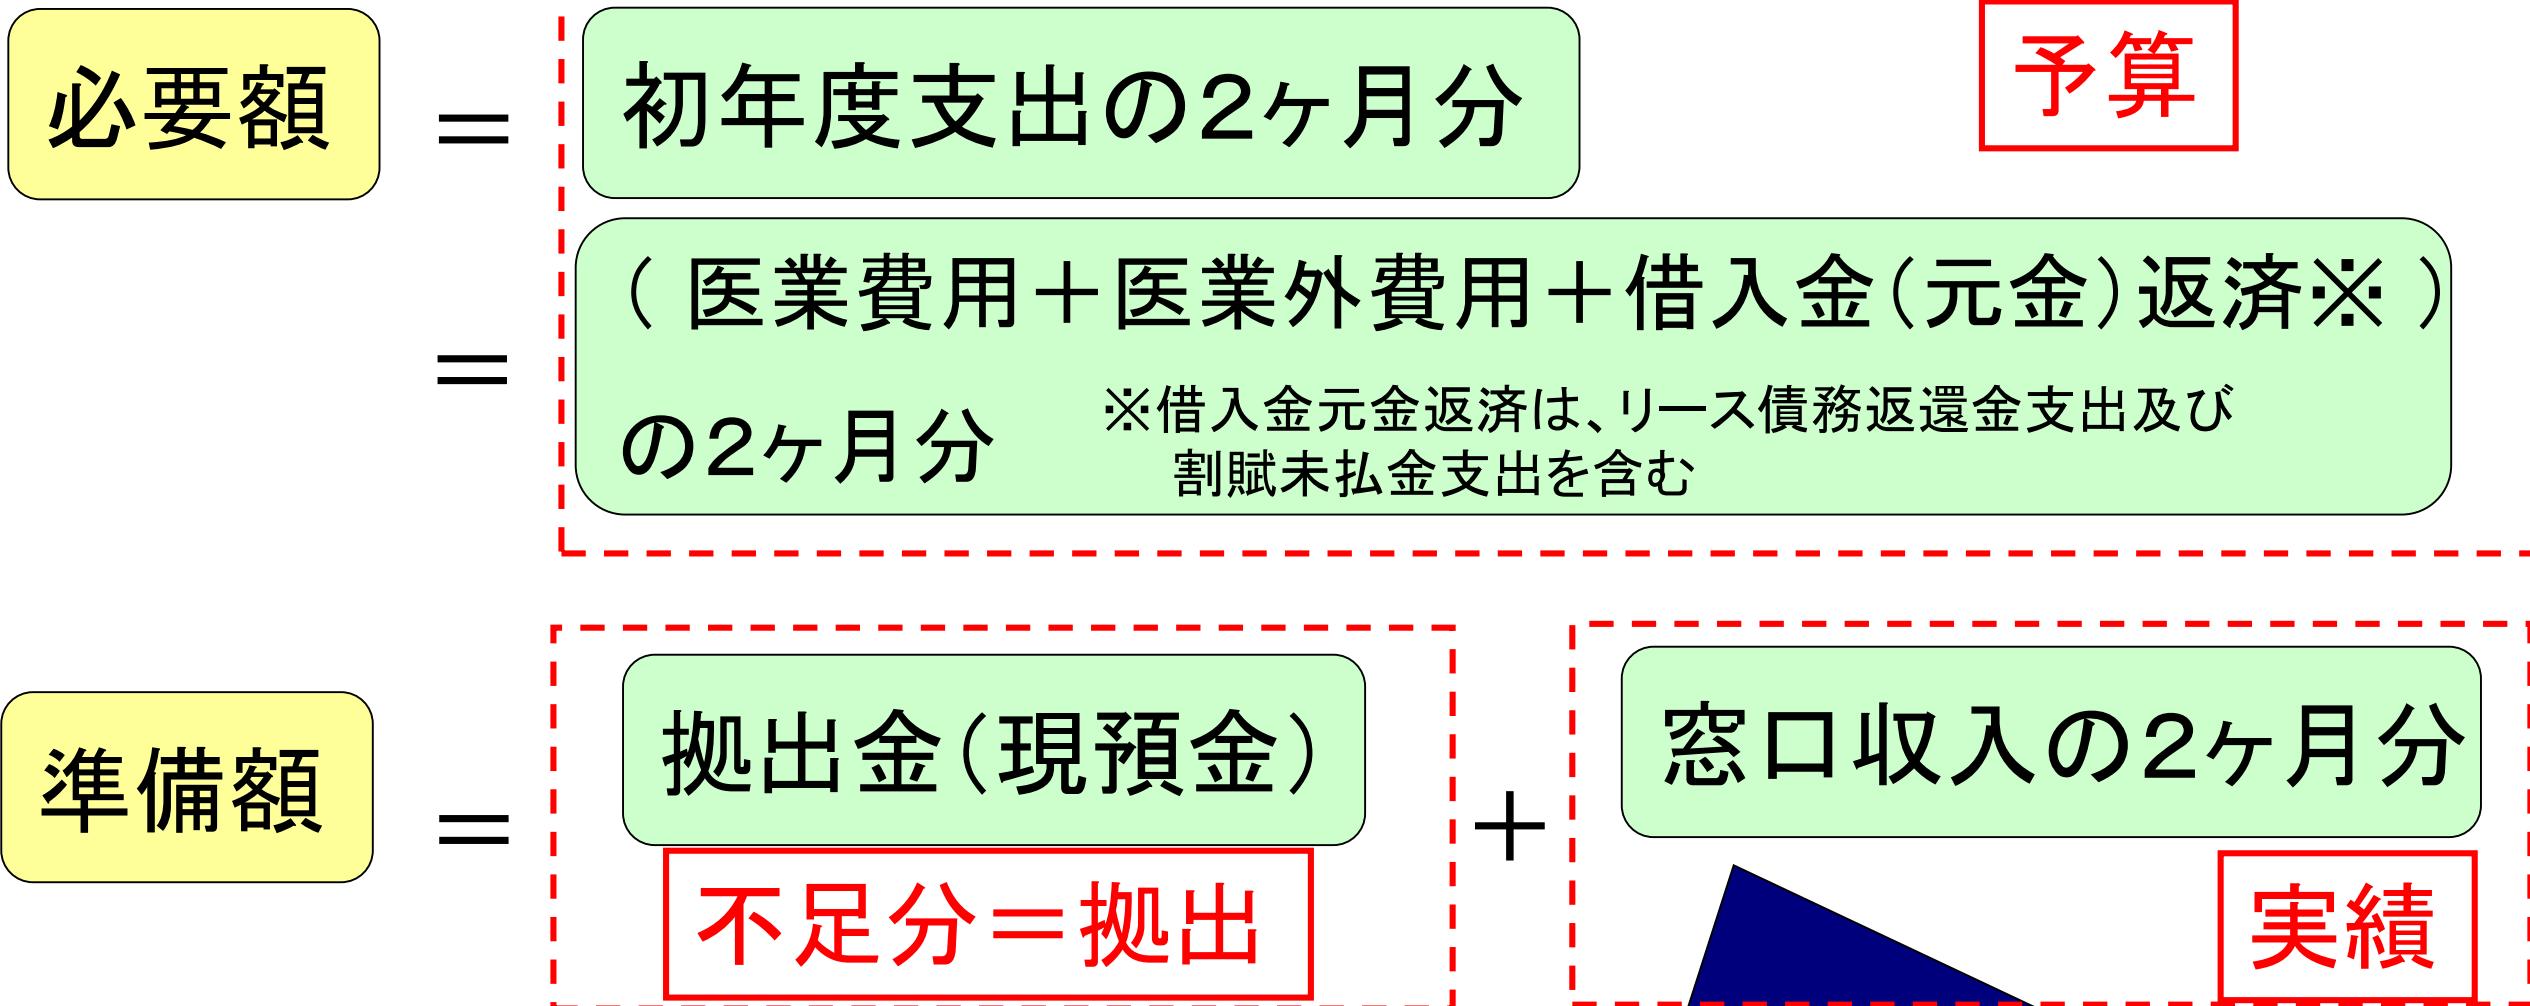 必要額
＝
初年度支出の２ヶ月分
予算
＝
（ 医業費用＋医業外費用＋借入金（元金）返済※ ）
の２ヶ月分
※借入金元金返済は、リース債務返還金支出及び
割賦未払金支出を含む
準備額
＝
拠出金（現預金）
＋
窓口収入の２ヶ月分
不足分＝拠出
実績